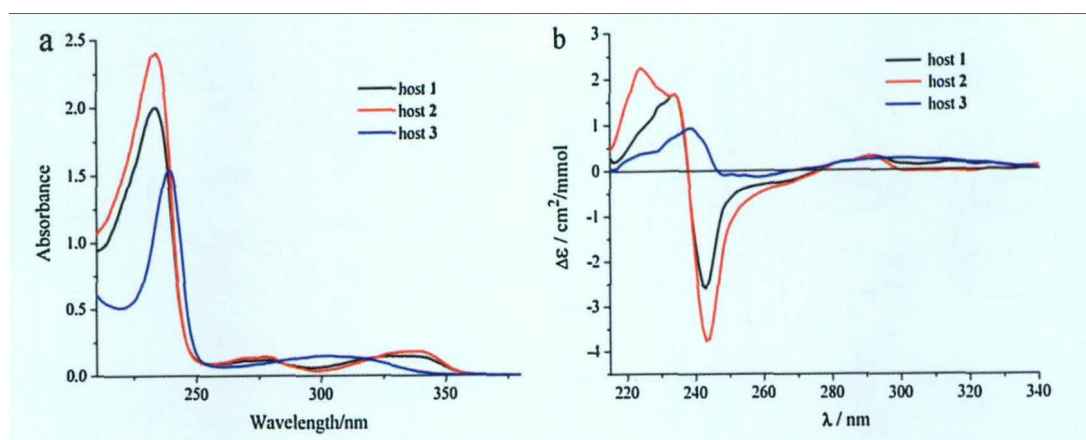 a
2.5
2.0
1.5
1.0
0.5
0.0
250
300
350
Absorbance
Wavelength/nm
host 1
host 2
host 3
b
3
2
1
0
-1
-2
-3
-4
220
240
260
280
300
320
340
Δε / cm²/mmol
λ / nm
host 1
host 2
host 3